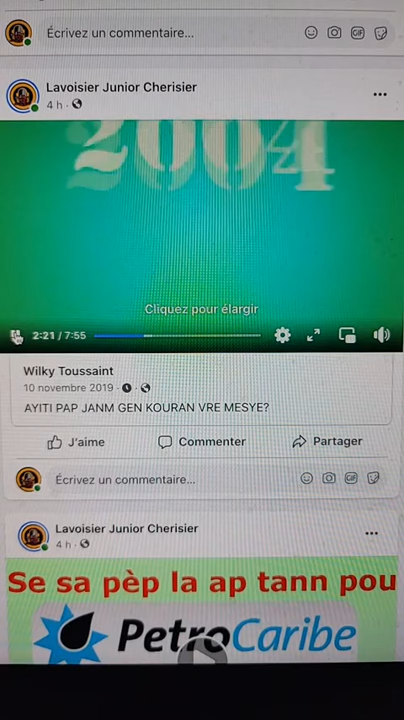 Écrivez un commentaire...
GIF
Lavoisier Junior Cherisier
4 h ·
2004
Cliquez pour élargir
2:21 / 7:55
Wilky Toussaint
10 novembre 2019 ·
AYITI PAP JANM GEN KOURAN VRE MESYE?
J'aime
Commenter
Partager
Écrivez un commentaire...
GIF
Lavoisier Junior Cherisier
4 h ·
Se sa pèp la ap tann pou
PetroCaribe